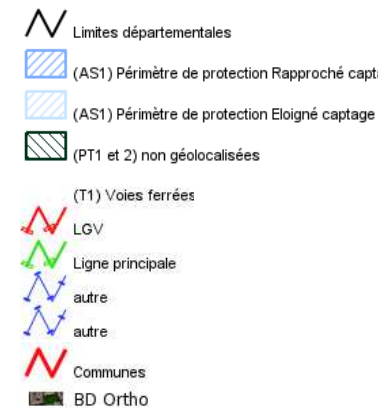 Limites départementales
(AS1) Périmètre de protection Rapproché
(AS1) Périmètre de protection Eloigné captage
(PT1 et 2) non géolocalisées
(T1) Voies ferrées
LGV
Ligne principale
autre
autre
Communes
BD Ortho